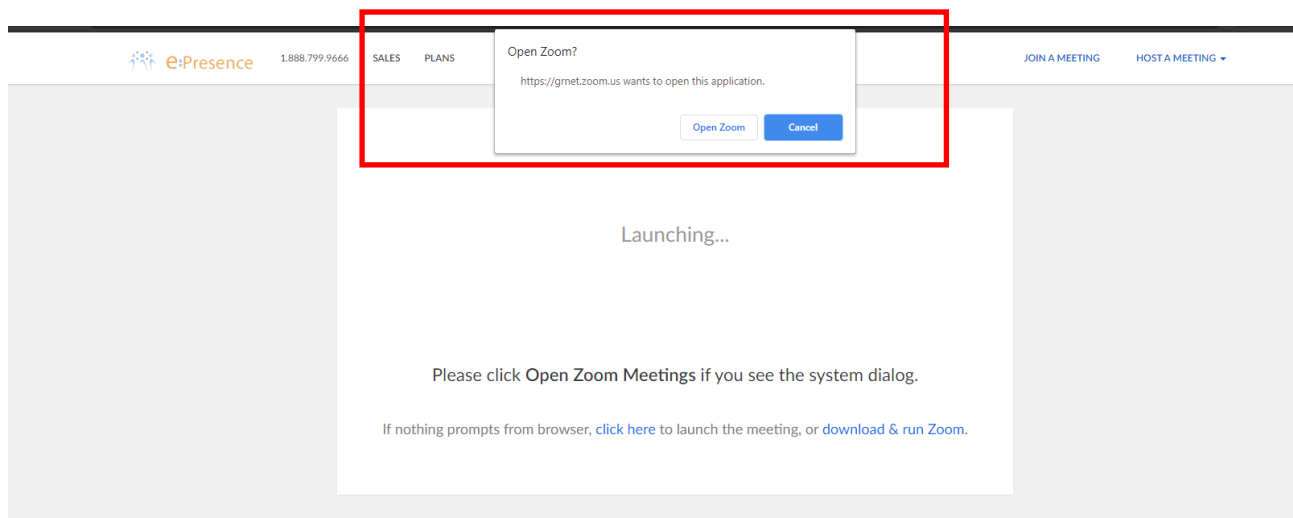 Open Zoom?
https://grnet.zoom.us wants to open this application.
Open Zoom Cancel
e:Presence 1.888.799.9666 SALES PLANS JOIN A MEETING HOST A MEETING
Launching...
Please click Open Zoom Meetings if you see the system dialog.
If nothing prompts from browser, click here to launch the meeting, or download & run Zoom.